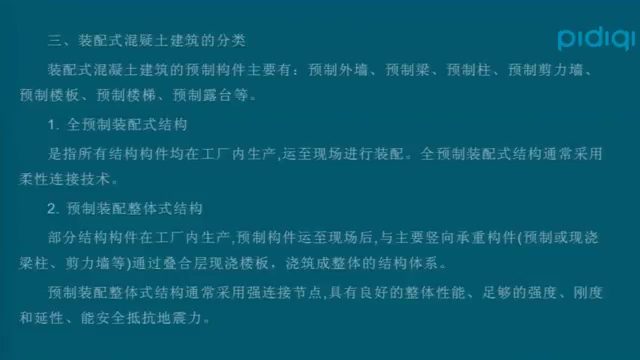 三、装配式混疑土建筑的分类
pidiqi
装配式混凝土建筑的预制构件主要有：预制外墙、预制梁、预制柱、预制剪力墙、
预制楼板、预制楼梯、预制露台等。
1. 全预制装配式结构
是指所有结构构件均在工厂内生产,运至现场进行装配。全预制装配式结构通常采用
柔性连接技术。
2. 预制装配整体式结构
部分结构构件在工厂内生产,预制构件运至现场后,与主要竖向承重构件(预制或现浇
梁柱、剪力墙等)通过叠合层现浇楼板，浇筑成整体的结构体系。
预制装配整体式结构通常采用强连接节点,具有良好的整体性能、足够的强度、刚度
和延性、能安全抵抗地震力。